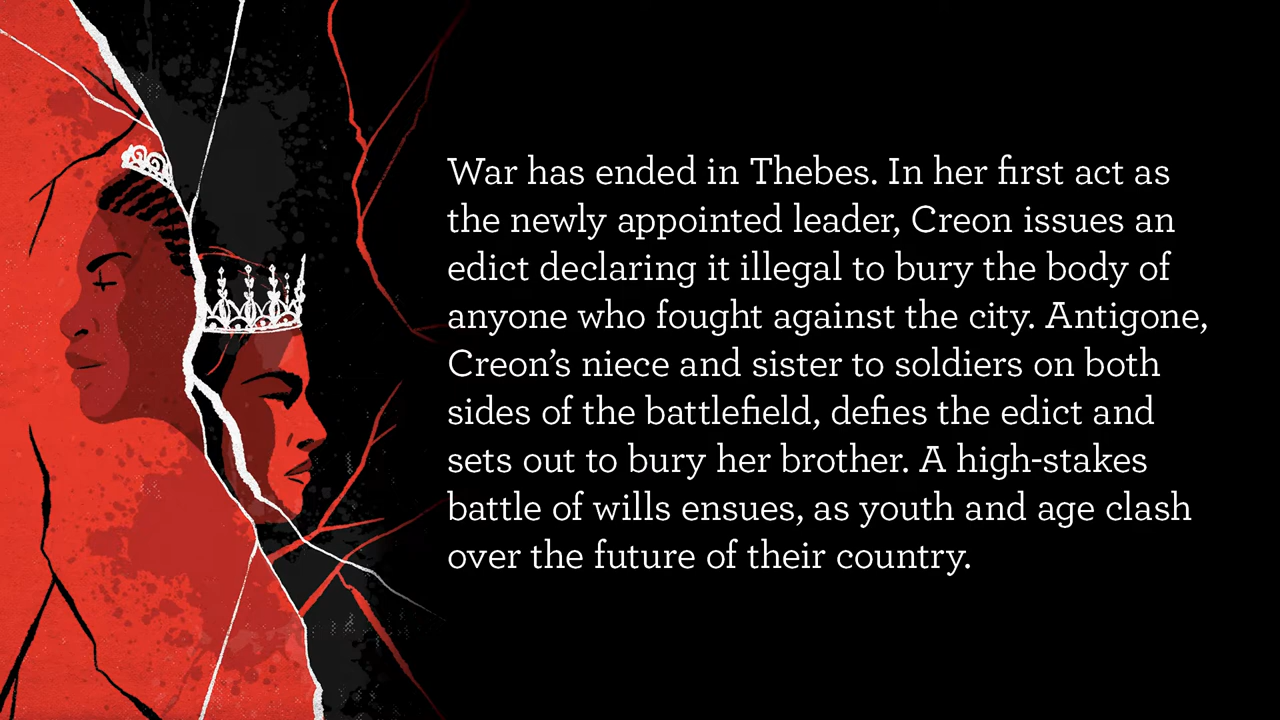 War has ended in Thebes. In her first act as
the newly appointed leader, Creon issues an
edict declaring it illegal to bury the body of
anyone who fought against the city. Antigone,
Creon’s niece and sister to soldiers on both
sides of the battlefield, defies the edict and
sets out to bury her brother. A high-stakes
battle of wills ensues, as youth and age clash
over the future of their country.